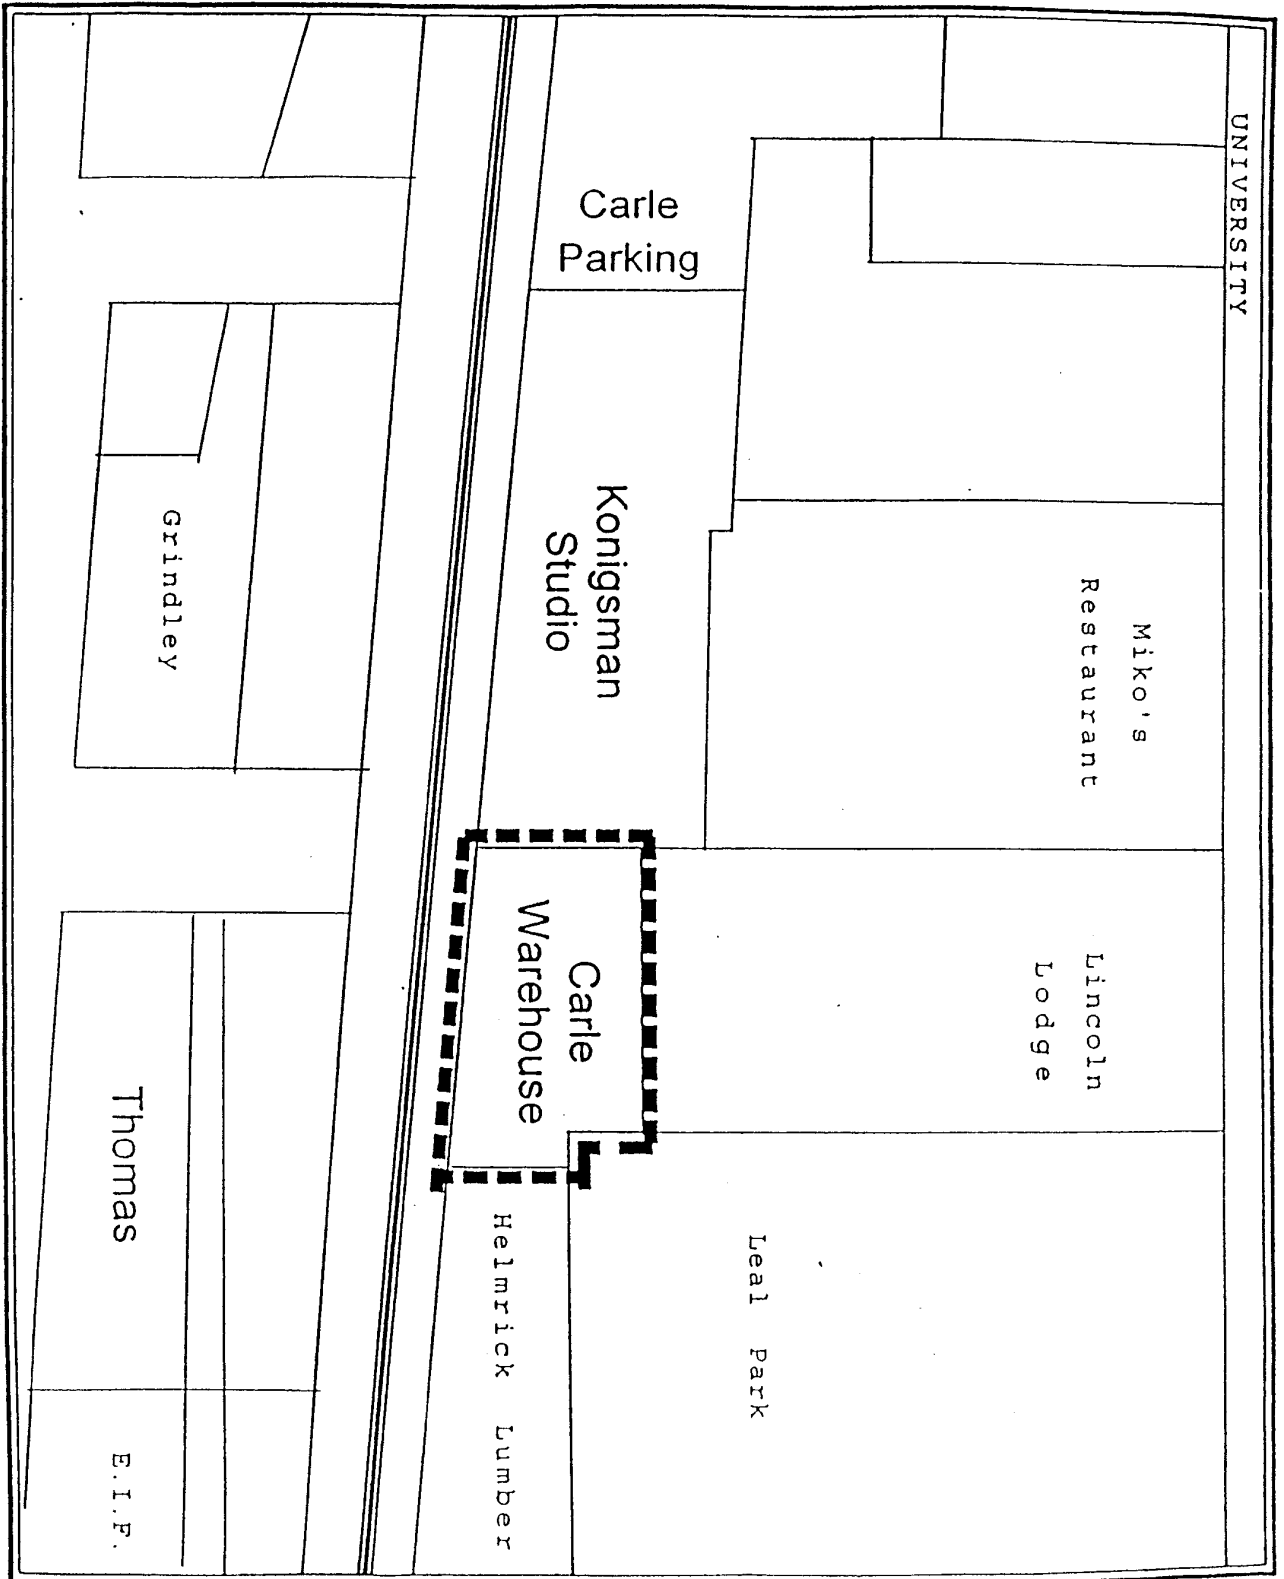 UNIVERSITY
Carle
Parking
Miko's
Restaurant
Konigsman
Studio
Grindley
Lincoln
Lodge
Carle
Warehouse
Thomas
Leal Park
Helmrick Lumber
E.I.F.